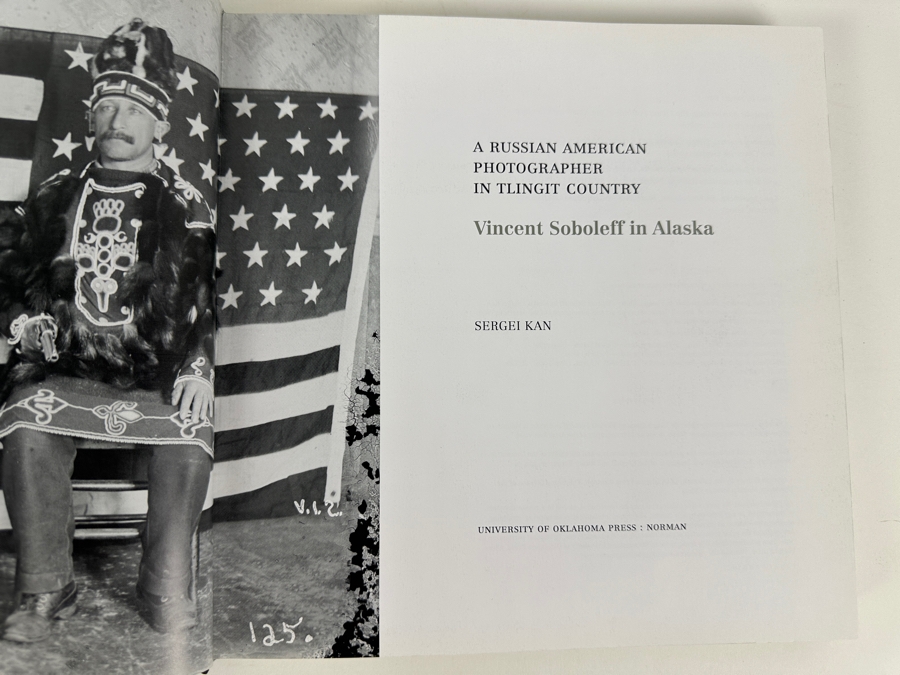 A RUSSIAN AMERICAN
PHOTOGRAPHER
IN TLINGIT COUNTRY
Vincent Soboleff in Alaska
SERGEI KAN
UNIVERSITY OF OKLAHOMA PRESS : NORMAN
V.I.S.
125.